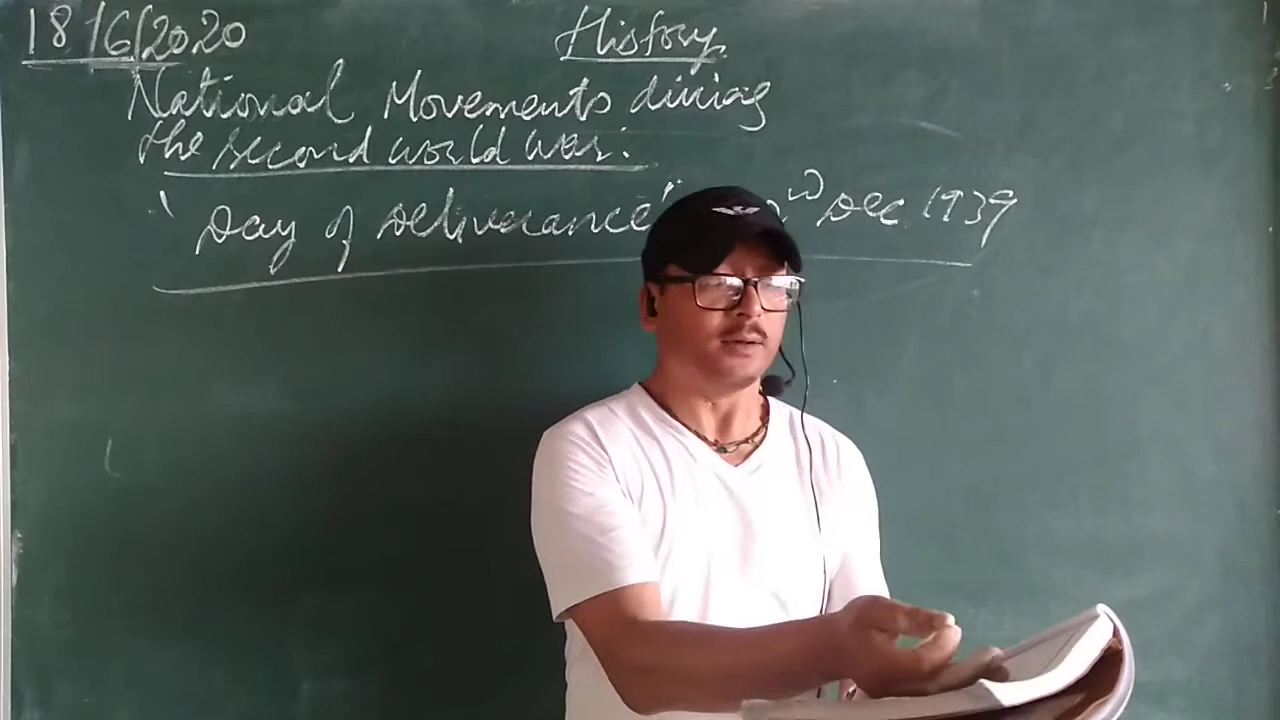 18/6/2020
History
National Movements during
the second world war:
"Day of Deliverance" Dec 1939